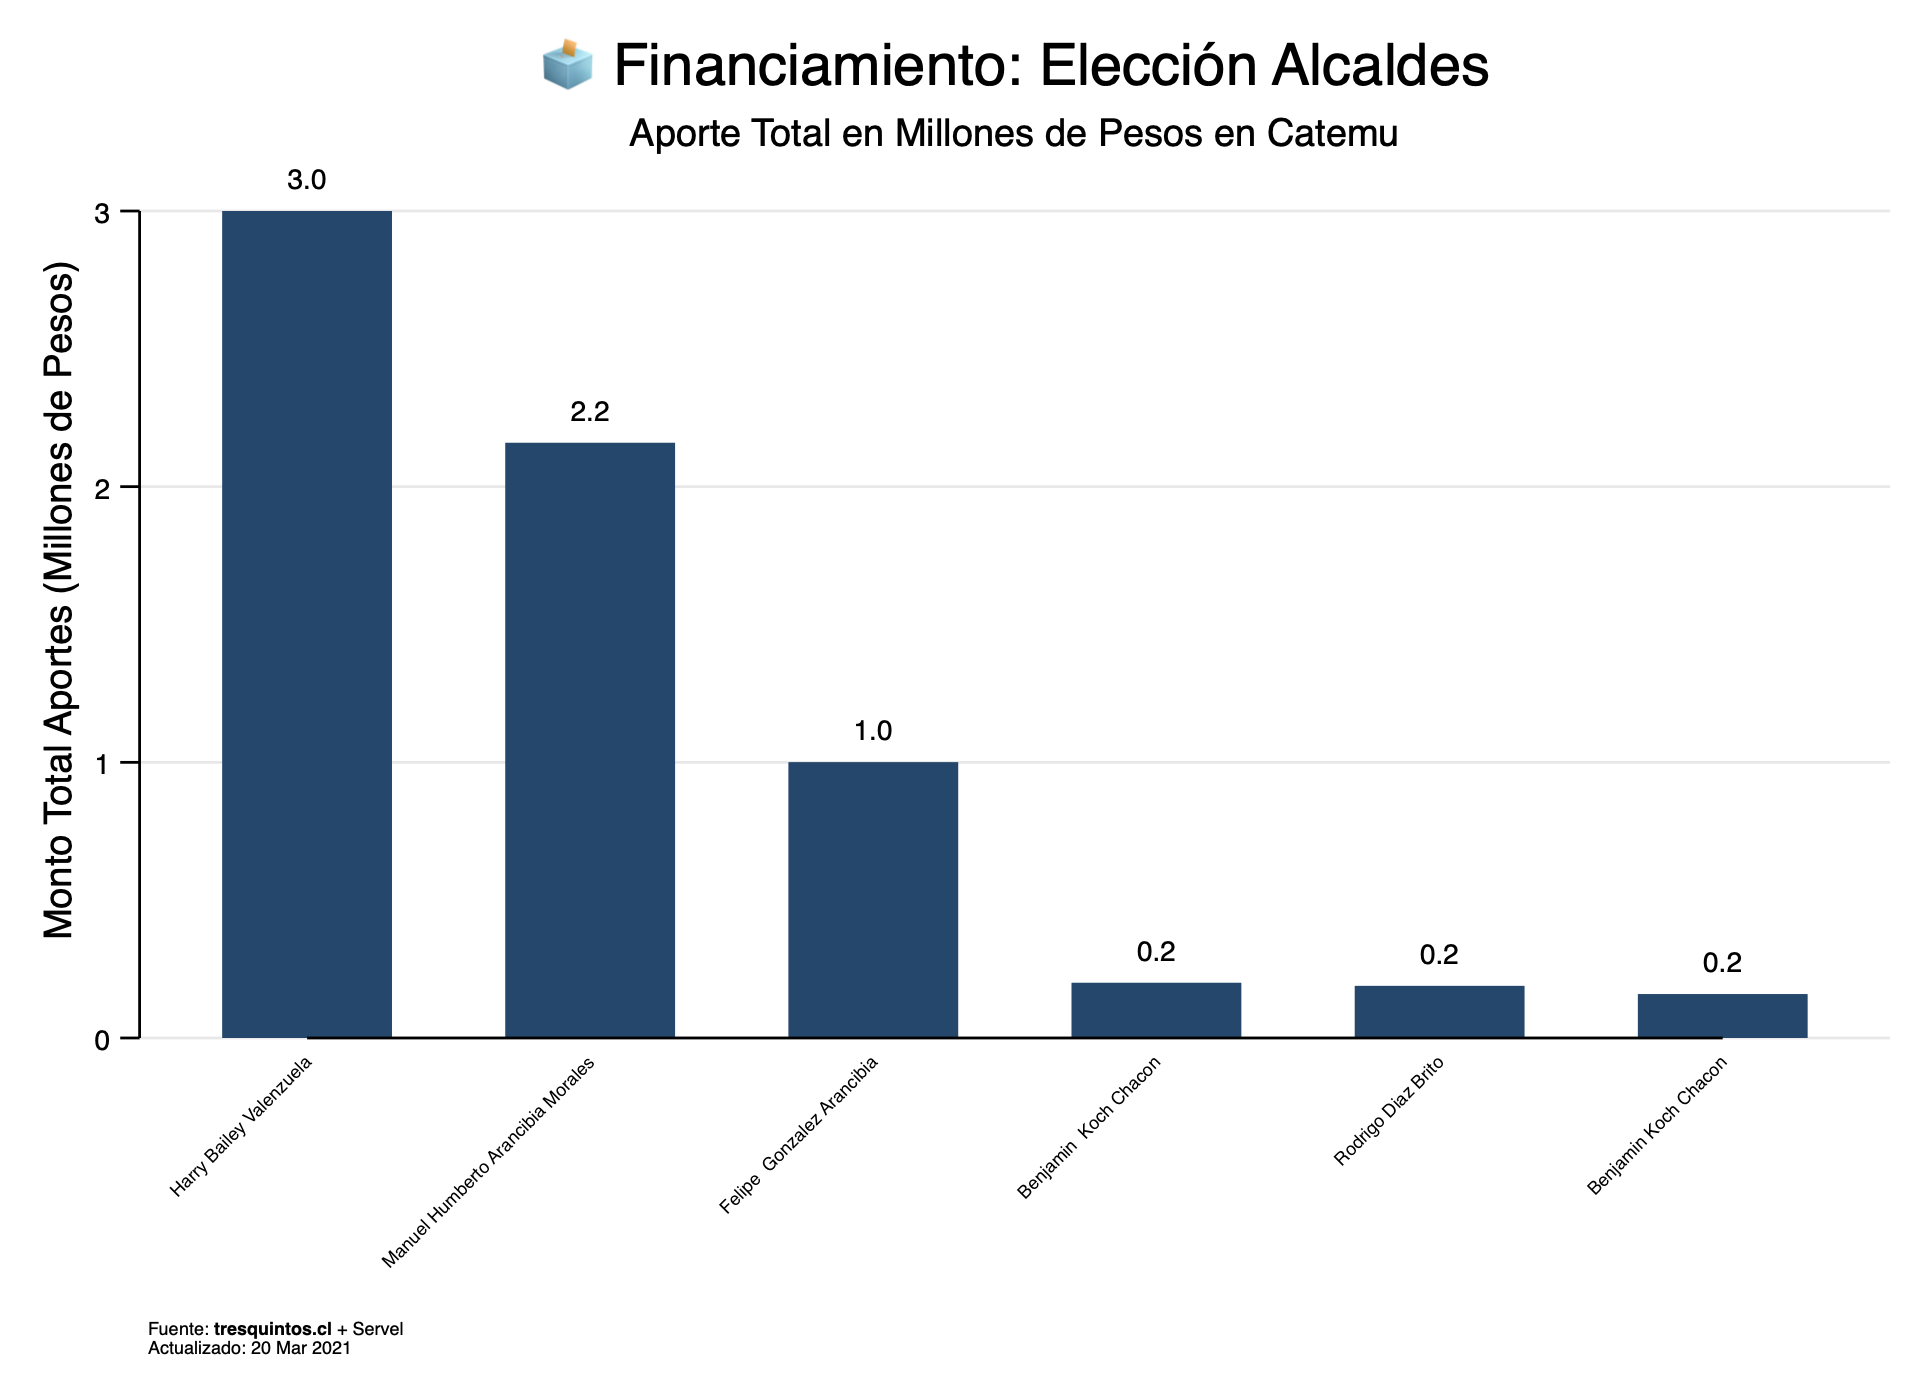 Financiamiento: Elección Alcaldes
Aporte Total en Millones de Pesos en Catemu
Monto Total Aportes (Millones de Pesos)
3
2
1
0
3.0
2.2
1.0
0.2
0.2
0.2
Harry Bailey Valenzuela
Manuel Humberto Arancibia Morales
Felipe  Gonzalez Arancibia
Benjamin  Koch Chacon
Rodrigo Diaz Brito
Benjamin Koch Chacon
Fuente: tresquintos.cl + Servel
Actualizado: 20 Mar 2021